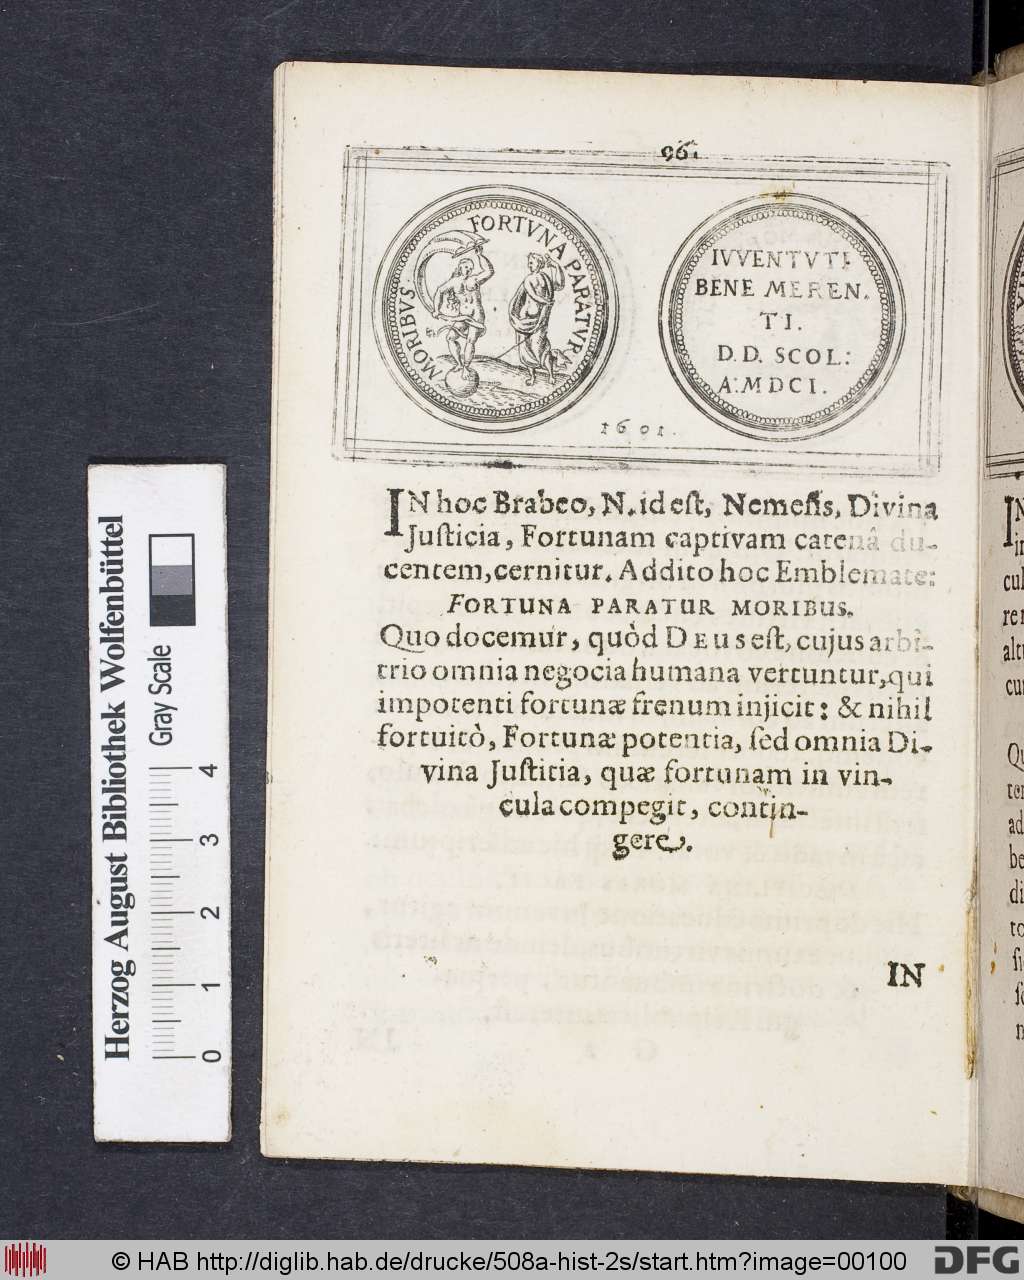 96.
MORIBVS. FORTVNA PARATVR
IVVENTVTI
BENE MEREN.
TI.
D.D. SCOL:
A.MDCI.
1601.
IN hoc Brabeo, N. id est, Nemesis, Divina
Justicia, Fortunam captivam catenâ du-
centem, cernitur. Addito hoc Emblemate:
FORTUNA PARATUR MORIBUS.
Quo docemur, quòd DEUS est, cujus arbi-
trio omnia negocia humana vertuntur, qui
impotenti fortunæ frenum injicit: & nihil
fortuitò, Fortunæ potentia, sed omnia Di-
vina Justitia, quæ fortunam in vin-
cula compegit, contin-
gere.
IN
Herzog August Bibliothek Wolfenbüttel
Gray Scale
0 1 2 3 4
© HAB http://diglib.hab.de/drucke/508a-hist-2s/start.htm?image=00100
DFG